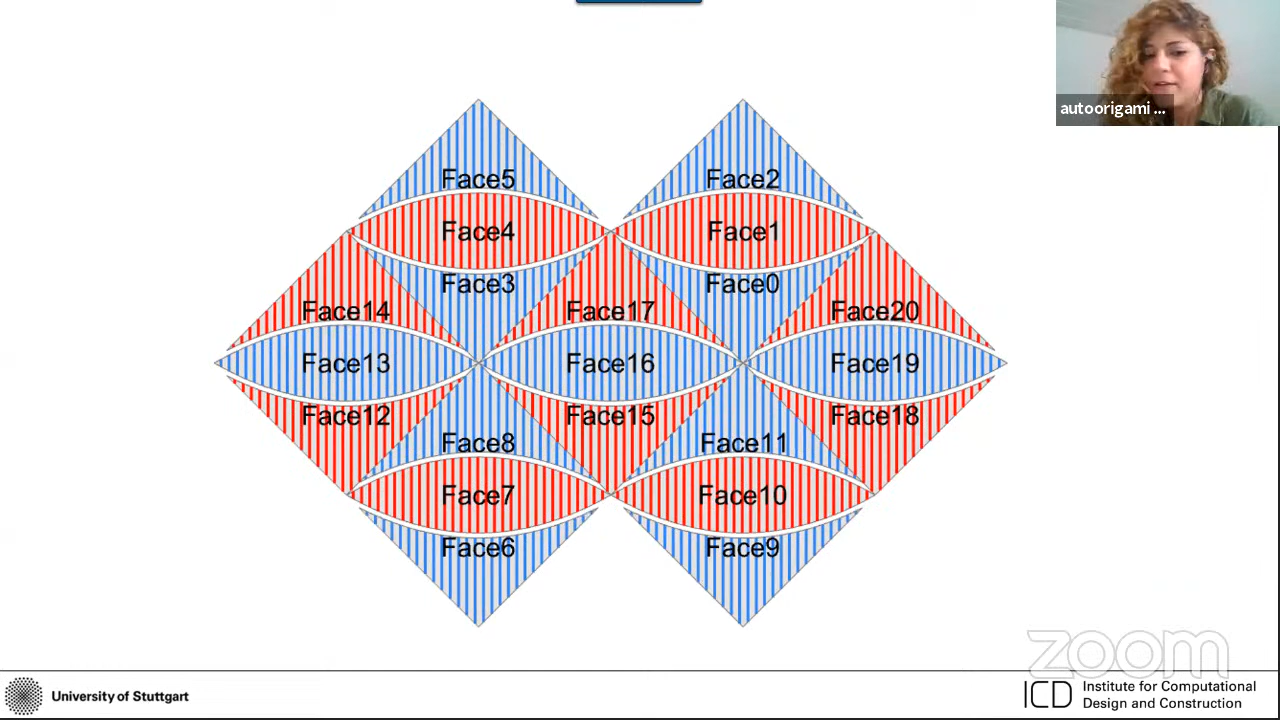 autoorigami ...
Face5
Face2
Face4
Face1
Face3
Face0
Face14
Face17
Face20
Face13
Face16
Face19
Face12
Face15
Face18
Face8
Face11
Face7
Face10
Face6
Face9
zoom
University of Stuttgart
ICD
Institute for Computational
Design and Construction